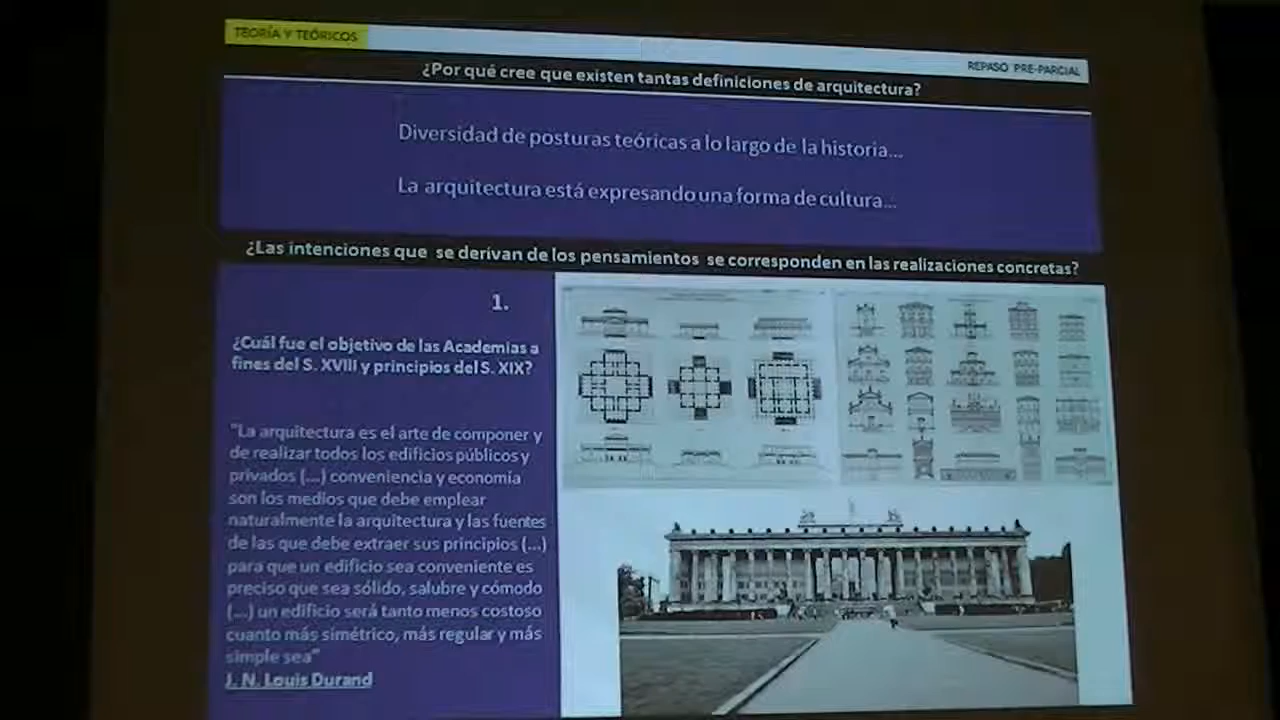 TEORÍA Y TEÓRICOS
REPASO PRE-PARCIAL
¿Por qué cree que existen tantas definiciones de arquitectura?
Diversidad de posturas teóricas a lo largo de la historia...
La arquitectura está expresando una forma de cultura...
¿Las intenciones que se derivan de los pensamientos se corresponden en las realizaciones concretas?
1.
¿Cuál fue el objetivo de las Academias a
fines del S. XVIII y principios del S. XIX?
"La arquitectura es el arte de componer y
de realizar todos los edificios públicos y
privados (...) conveniencia y economía
son los medios que debe emplear
naturalmente la arquitectura y las fuentes
de las que debe extraer sus principios (...)
para que un edificio sea conveniente es
preciso que sea sólido, salubre y cómodo
(...) un edificio será tanto menos costoso
cuanto más simétrico, más regular y más
simple sea"
J. N. Louis Durand